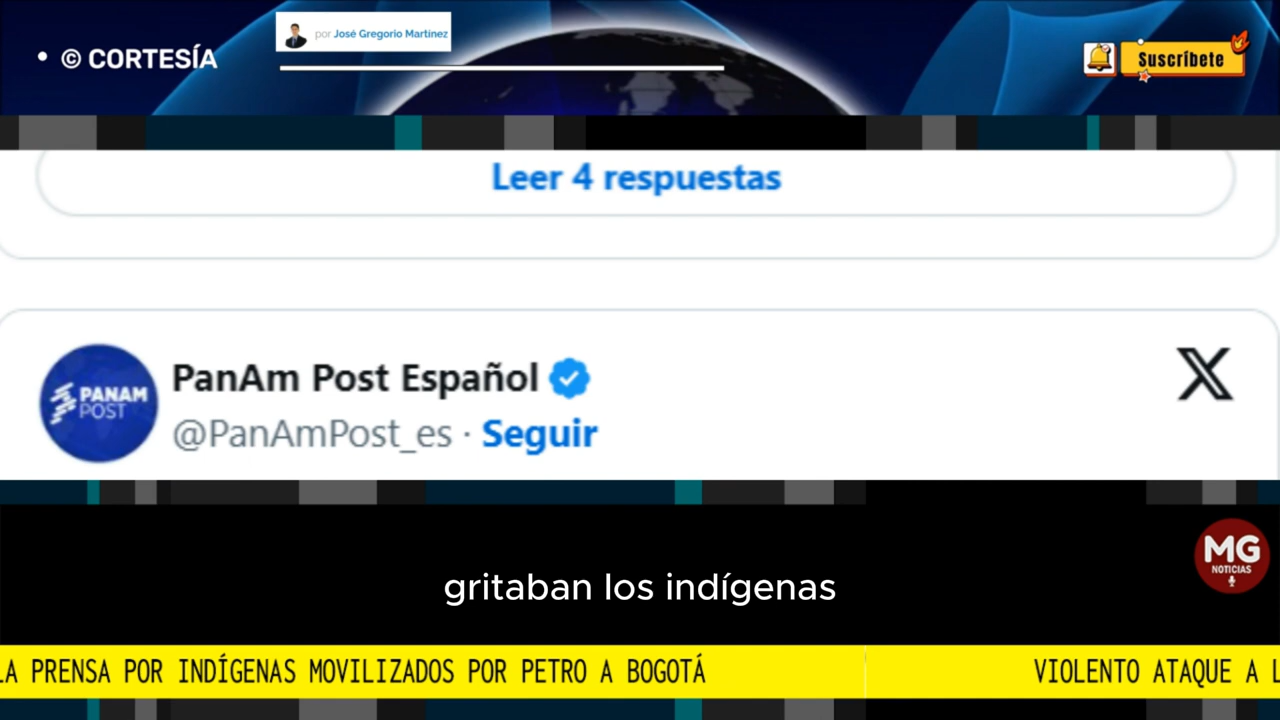 • © CORTESÍA
por José Gregorio Martínez
Suscríbete
Leer 4 respuestas
PANAM
POST
PanAm Post Español
@PanAmPost_es · Seguir
gritaban los indígenas
MG
NOTICIAS
LA PRENSA POR INDÍGENAS MOVILIZADOS POR PETRO A BOGOTÁ
VIOLENTO ATAQUE A L